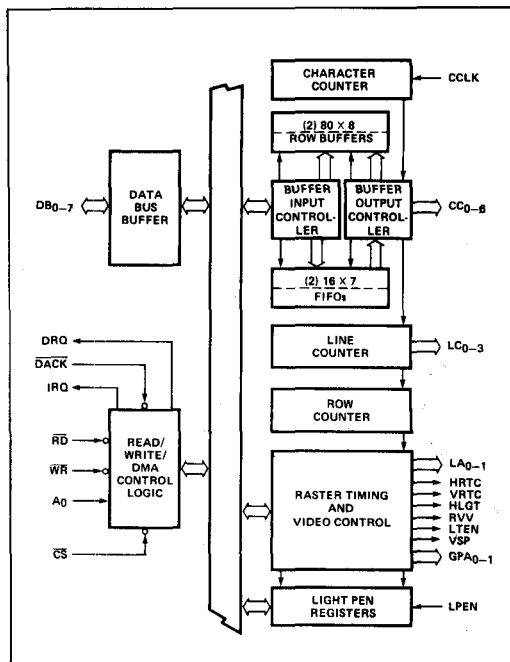 CHARACTER
COUNTER
CCLK
(2) 80 X 8
ROW BUFFERS
DATA
BUS
BUFFER
DB0–7
BUFFER
INPUT
CONTROL-
LER
BUFFER
OUTPUT
CONTROL-
LER
CC0–6
(2) 16 X 7
FIFOs
LINE
COUNTER
LC0–3
ROW
COUNTER
DRQ
DACK
IRQ
RD
WR
A0
CS
READ/
WRITE/
DMA
CONTROL
LOGIC
RASTER TIMING
AND
VIDEO CONTROL
LA0–1
HRTC
VRTC
HLGT
RVV
LTEN
VSP
GPA0–1
LIGHT PEN
REGISTERS
LPEN